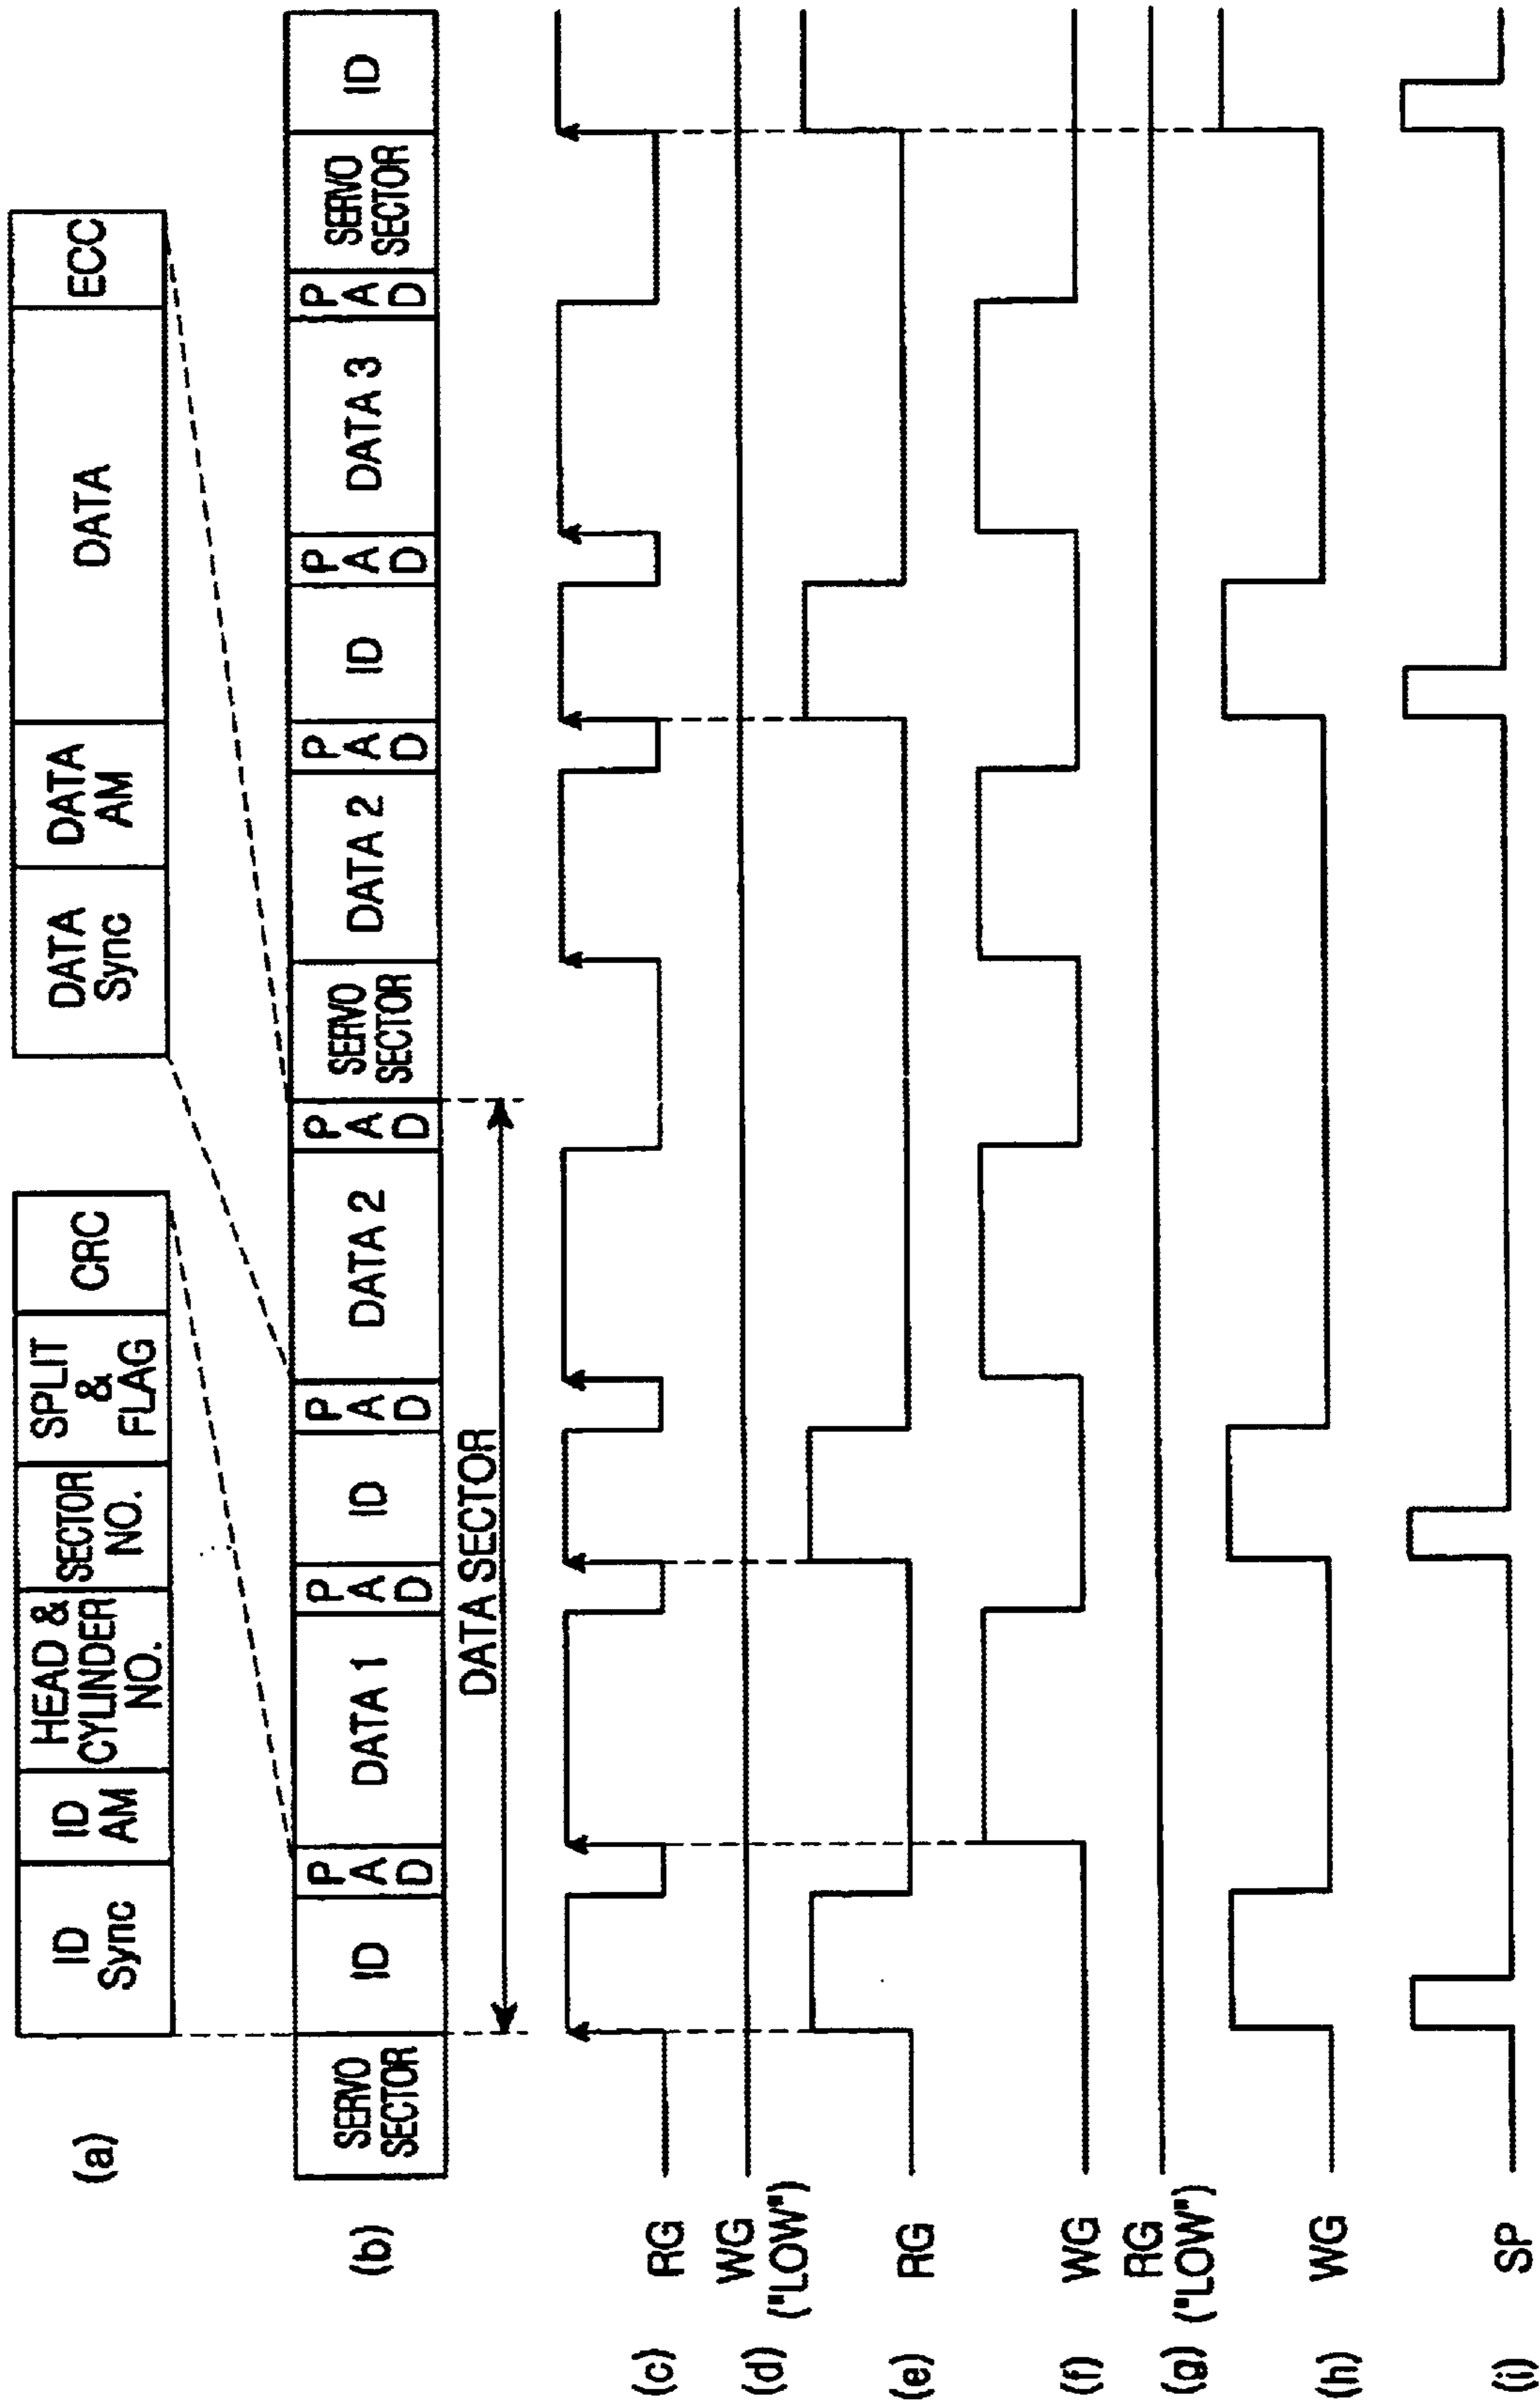 (a)
ID
Sync
ID
AM
HEAD &
CYLINDER
NO.
SECTOR
NO.
SPLIT
&
FLAG
CRC
DATA
Sync
DATA
AM
DATA
ECC
(b)
SERVO
SECTOR
ID
PAD
DATA 1
PAD
ID
PAD
DATA 2
PAD
SERVO
SECTOR
DATA 2
PAD
ID
PAD
DATA 3
PAD
SERVO
SECTOR
ID
DATA SECTOR
(c) RG
(d) WG
("LOW")
(e) RG
(f) WG
(g) RG
("LOW")
(h) WG
(i) SP